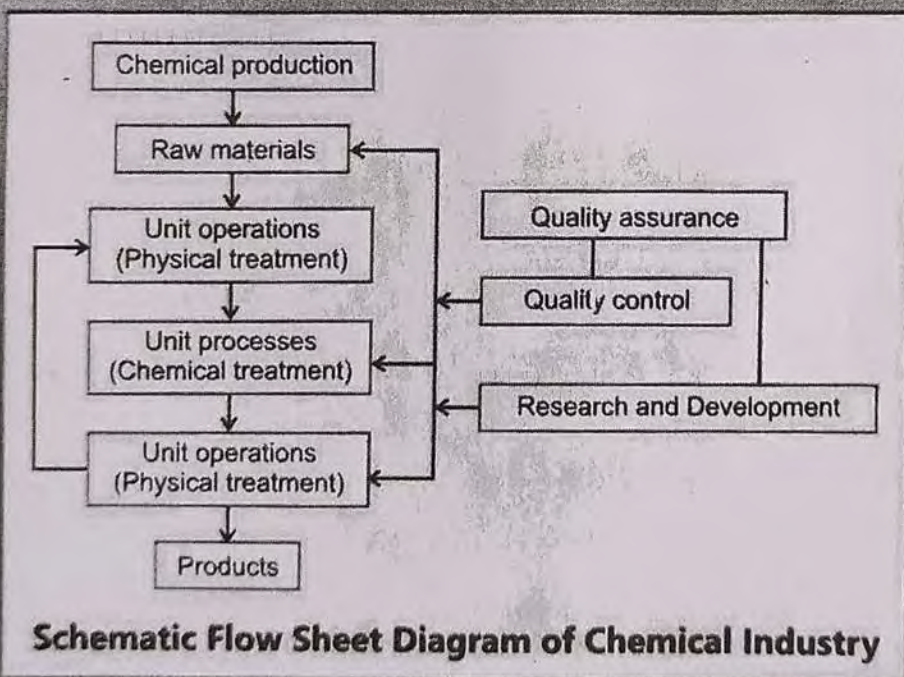 Chemical production
Raw materials
Unit operations
(Physical treatment)
Unit processes
(Chemical treatment)
Unit operations
(Physical treatment)
Products
Quality assurance
Quality control
Research and Development
Schematic Flow Sheet Diagram of Chemical Industry